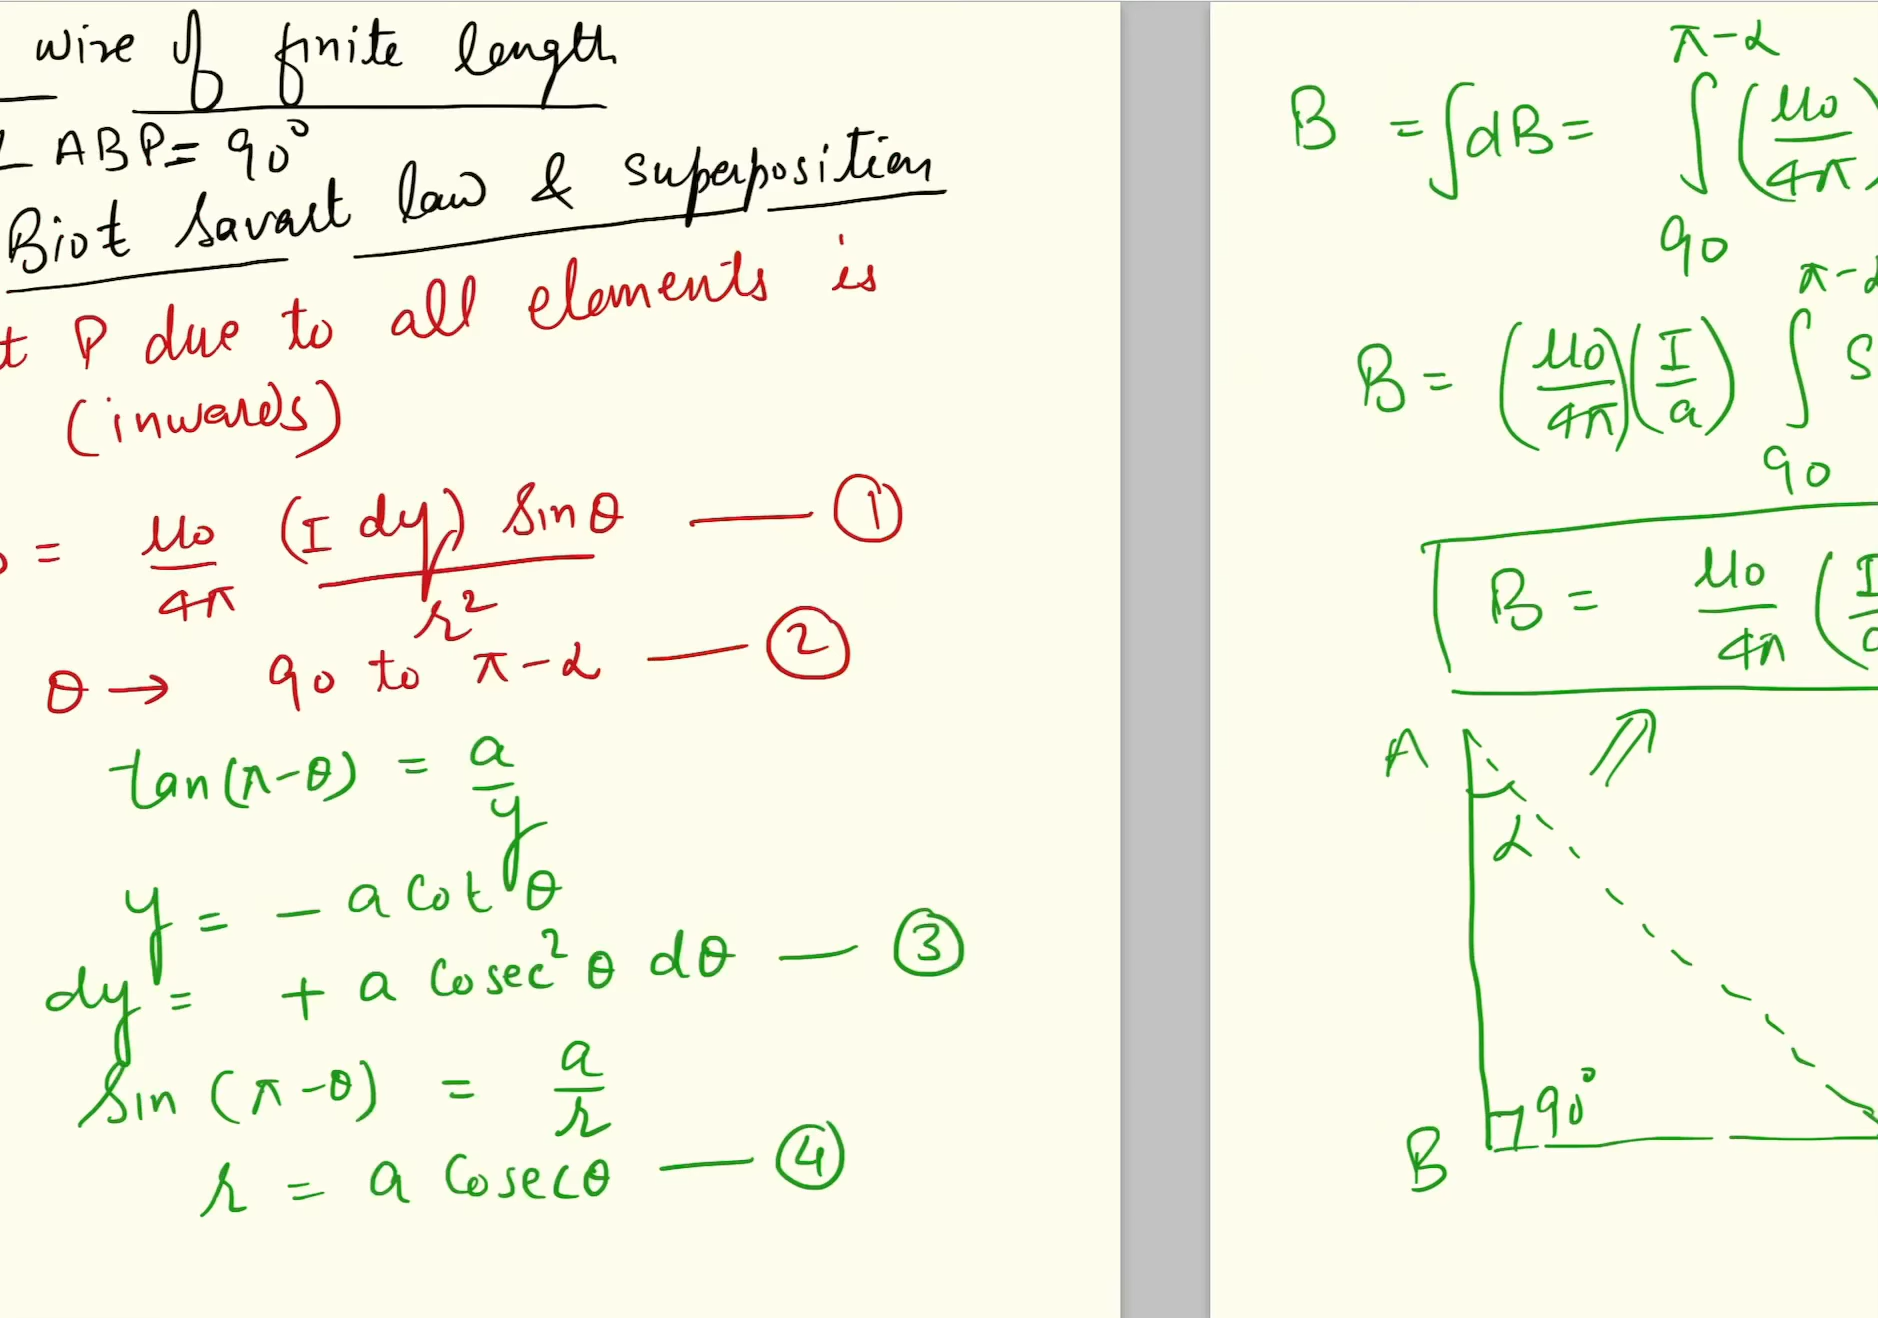 wire of finite length
∠ ABP = 90°
Biot Savart law & superposition
t P due to all elements is
(inwards)
= μ0/4π (I dy) sinθ / r² — ①
θ → 90 to π-α — ②
tan(π-θ) = a/y
y = - a cot θ
dy = + a cosec²θ dθ — ③
Sin (π-θ) = a/r
r = a cosecθ — ④
B = ∫dB = ∫ 90 π-α (μ0/4π)
B = (μ0/4π)(I/a) ∫ 90 π-α S
B = μ0/4π (I/a
A
α
90°
B